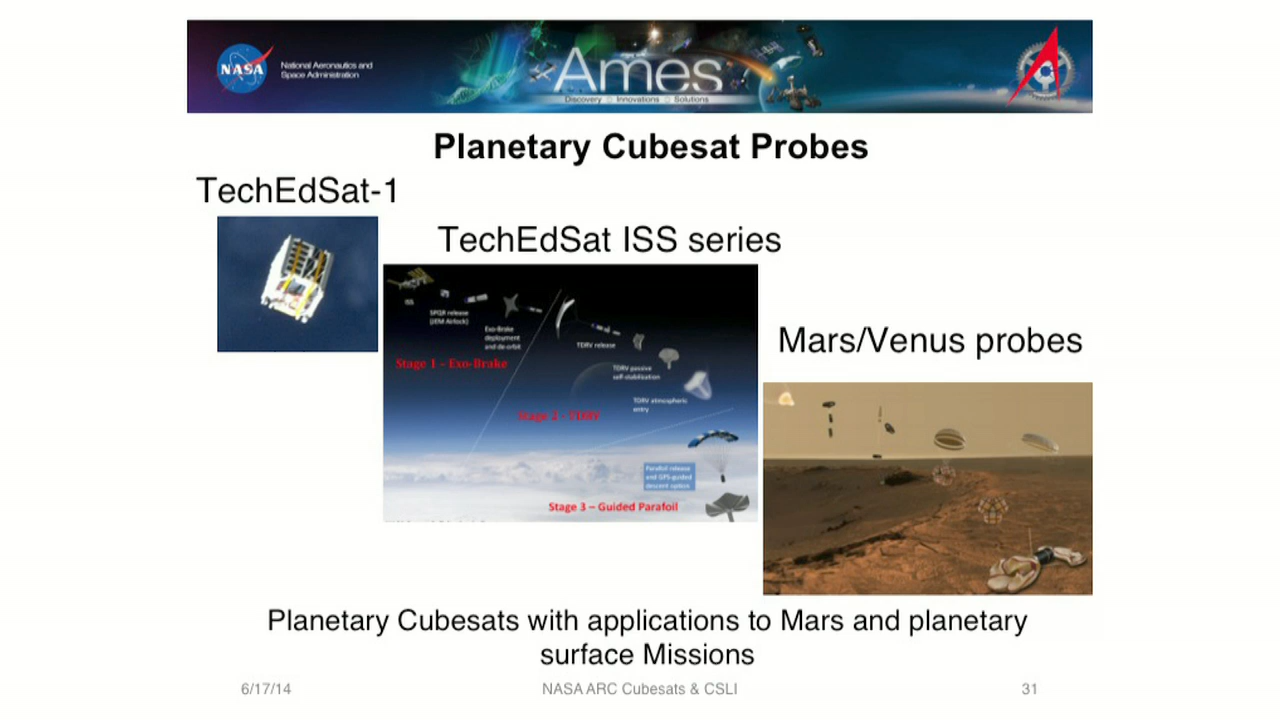 NASA
National Aeronautics and
Space Administration
Ames
Discovery Innovations Solutions
Planetary Cubesat Probes
TechEdSat-1
TechEdSat ISS series
ISS
SPQR release
(JEM Airlock)
Exo-Brake
deployment
and de-orbit
TDRV release
Stage 1 – Exo-Brake
TDRV passive
self-stabilization
TDRV atmospheric
entry
Stage 2 - TDRV
Parafoil release
and GPS-guided
descent option
Stage 3 – Guided Parafoil
Mars/Venus probes
Planetary Cubesats with applications to Mars and planetary
surface Missions
6/17/14
NASA ARC Cubesats & CSLI
31